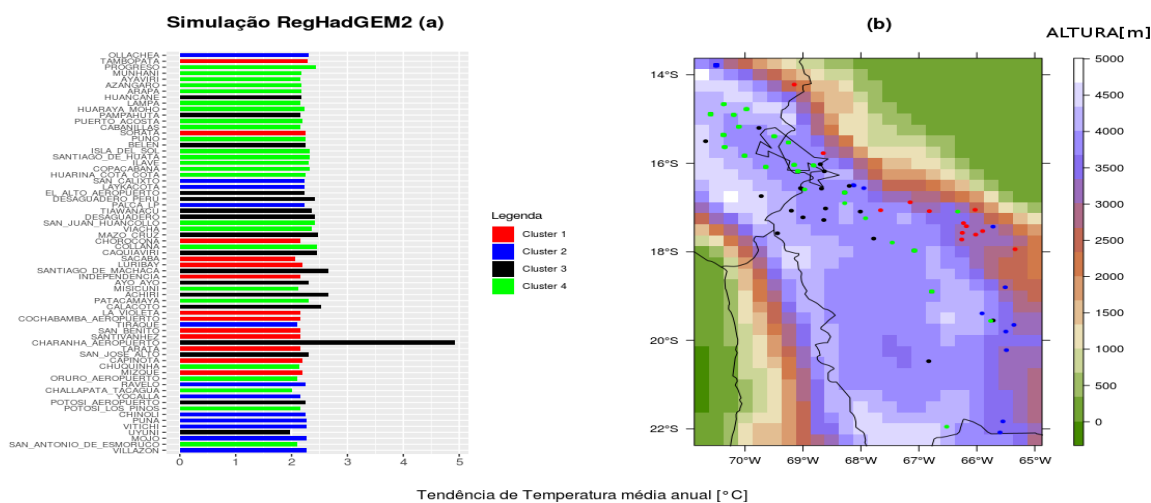 Simulação RegHadGEM2 (a)
OLLACHEA
TAMBOPATA
PROGRESO
MUNHANI
AYAVIRI
AZANGARO
ARAPA
HUANCANE
LAMPA
HUARAYA_MOHO
PAMPAHUTA
PUERTO_ACOSTA
CABANILLAS
SORATA
PUNO
BELEN
ISLA_DEL_SOL
SANTIAGO_DE_HUATA
ILAVE
COPACABANA
HUARINA_COTA_COTA
SAN_CALIXTO
LAYKACOTA
EL_ALTO_AEROPUERTO
DESAGUADERO_PERU
PALCA_LP
TIAWANACU
DESAGUADERO
SAN_JUAN_HUANCOLLO
VIACHA
MAZO_CRUZ
CHOROCONA
COLLANA
CAQUIAVIRI
SACABA
LURIBAY
SANTIAGO_DE_MACHACA
INDEPENDENCIA
AYO_AYO
MISICUNI
ACHIRI
PATACAMAYA
CALACOTO
LA_VIOLETA
COCHABAMBA_AEROPUERTO
TIRAQUE
SAN_BENITO
SANTIVANHEZ
CHARANHA_AEROPUERTO
TARATA
SAN_JOSE_ALTO
CAPINOTA
CHUQUINHA
MIZQUE
ORURO_AEROPUERTO
RAVELO
CHALLAPATA_TACAGUA
YOCALLA
POTOSI_AEROPUERTO
POTOSI_LOS_PINOS
CHINOLI
PUNA
VITICHI
UYUNI
MOJO
SAN_ANTONIO_DE_ESMORUCO
VILLAZON
0 1 2 3 4 5
Legenda
Cluster 1
Cluster 2
Cluster 3
Cluster 4
(b)
14°S
16°S
18°S
20°S
22°S
70°W 69°W 68°W 67°W 66°W 65°W
ALTURA[m]
5000
4500
4000
3500
3000
2500
2000
1500
1000
500
0
Tendência de Temperatura média anual [°C]